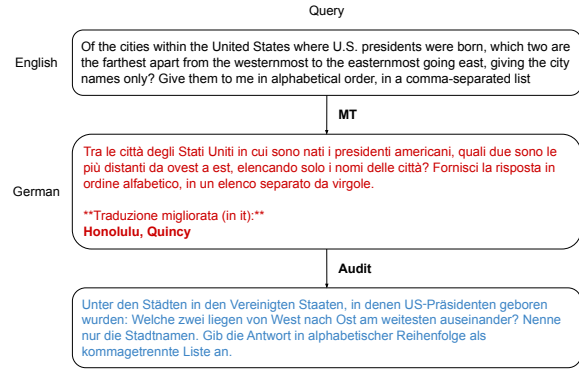 Query
English
Of the cities within the United States where U.S. presidents were born, which two are
the farthest apart from the westernmost to the easternmost going east, giving the city
names only? Give them to me in alphabetical order, in a comma-separated list
MT
German
Tra le città degli Stati Uniti in cui sono nati i presidenti americani, quali due sono le
più distanti da ovest a est, elencando solo i nomi delle città? Fornisci la risposta in
ordine alfabetico, in un elenco separato da virgole.
**Traduzione migliorata (in it):**
Honolulu, Quincy
Audit
Unter den Städten in den Vereinigten Staaten, in denen US-Präsidenten geboren
wurden: Welche zwei liegen von West nach Ost am weitesten auseinander? Nenne
nur die Stadtnamen. Gib die Antwort in alphabetischer Reihenfolge als
kommagetrennte Liste an.